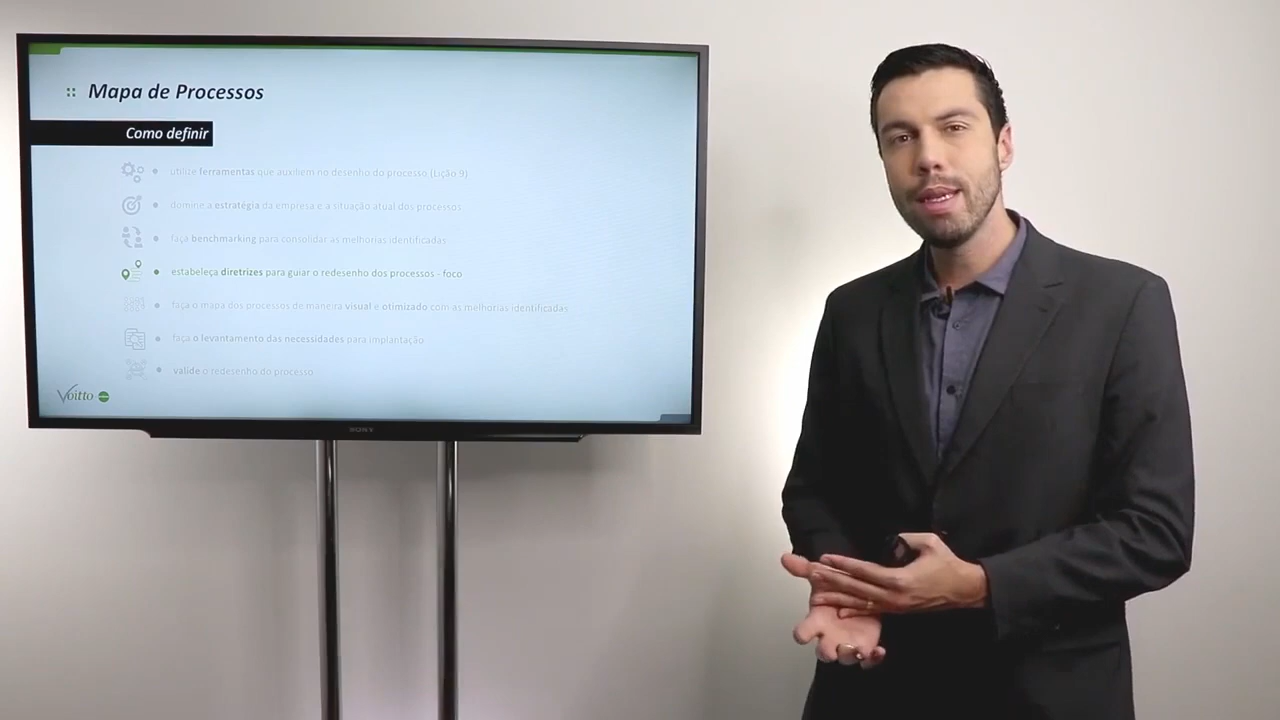 Mapa de Processos
Como definir
utilize ferramentas que auxiliem no desenho do processo (Lição 9)
domine a estratégia da empresa e a situação atual dos processos
faça benchmarking para consolidar as melhorias identificadas
estabeleça diretrizes para guiar o redesenho dos processos - foco
faça o mapa dos processos de maneira visual e otimizado com as melhorias identificadas
faça o levantamento das necessidades para implantação
valide o redesenho do processo
Voitto
SONY